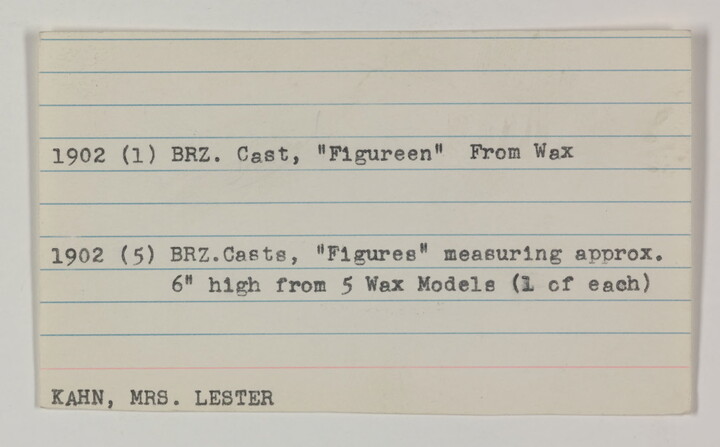 1902 (1) BRZ. Cast, "Figureen" From Wax
1902 (5) BRZ.Casts, "Figures" measuring approx.
6" high from 5 Wax Models (1 of each)
KAHN, MRS. LESTER